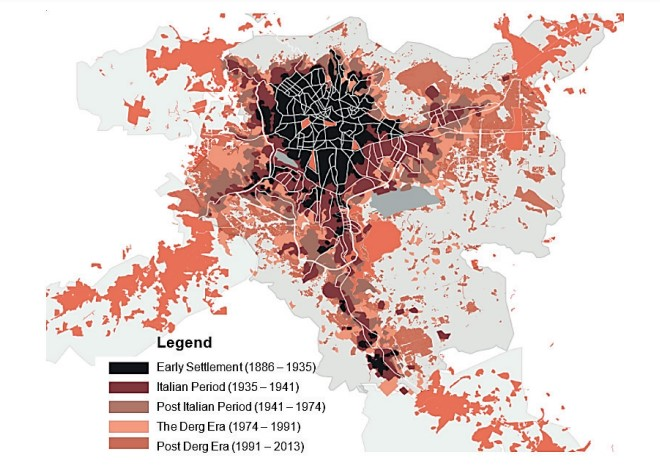 Legend
Early Settlement (1886 – 1935)
Italian Period (1935 – 1941)
Post Italian Period (1941 – 1974)
The Derg Era (1974 – 1991)
Post Derg Era (1991 – 2013)